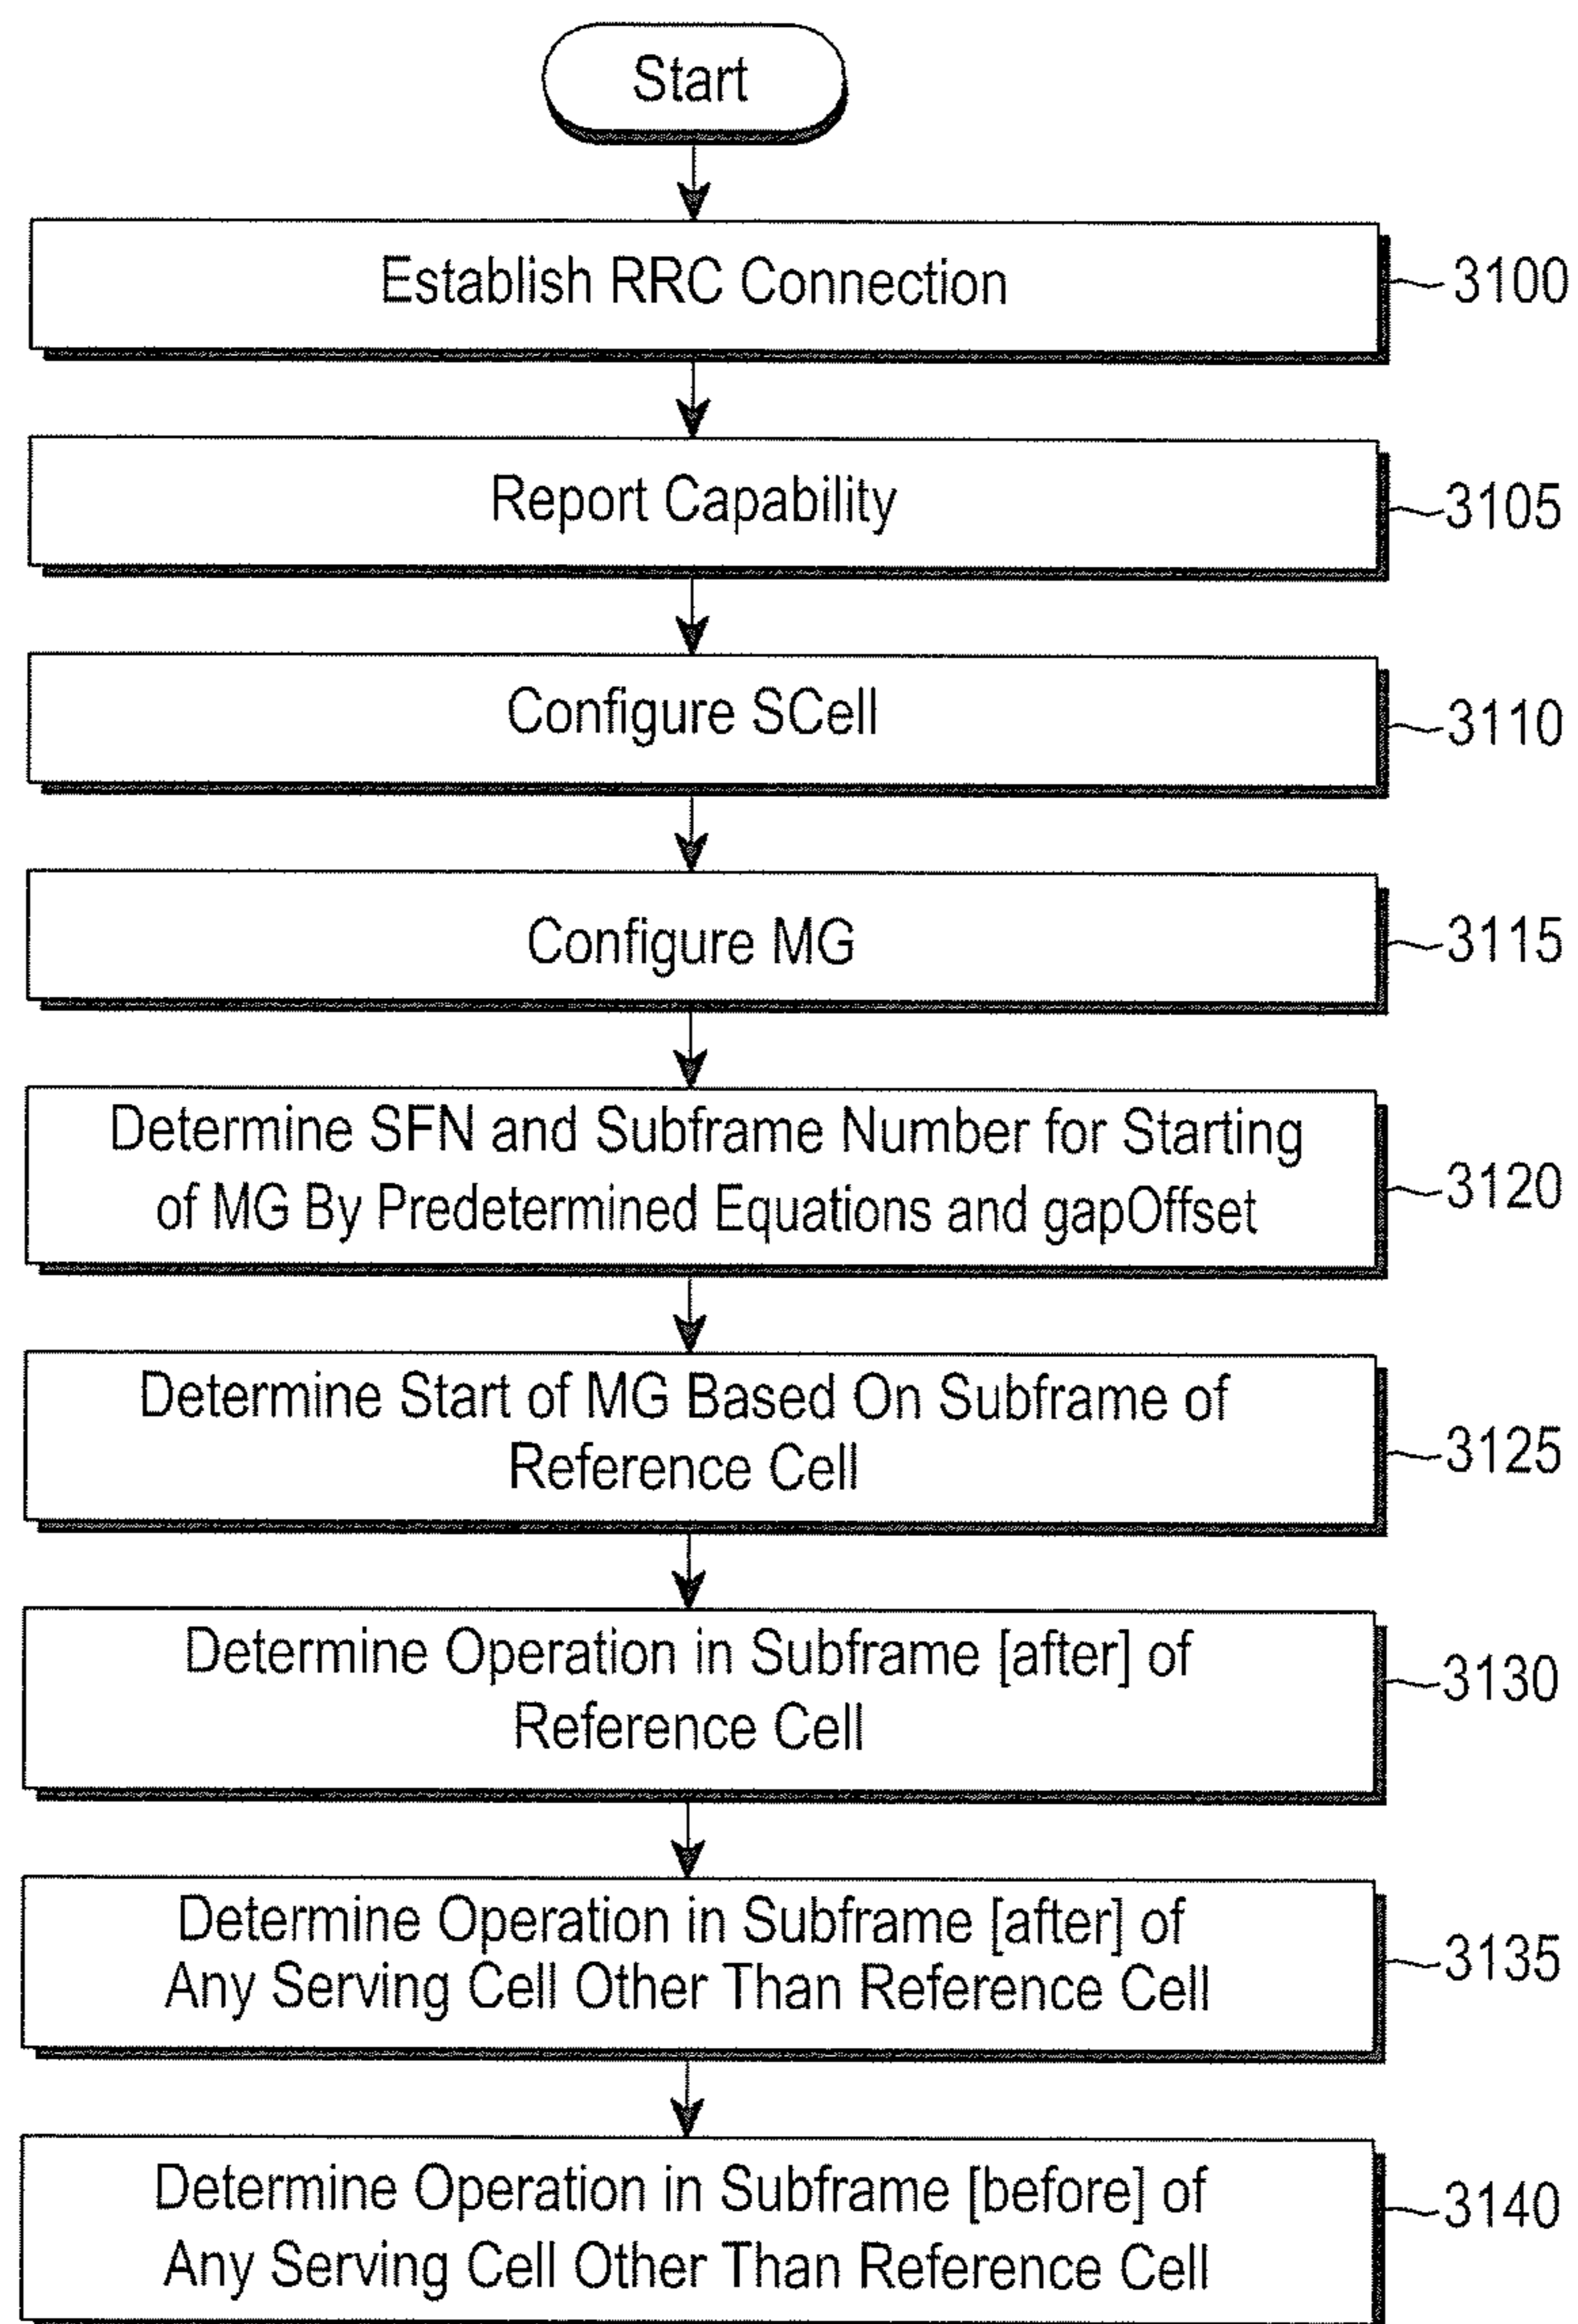 Start
Establish RRC Connection
3100
Report Capability
3105
Configure SCell
3110
Configure MG
3115
Determine SFN and Subframe Number for Starting
of MG By Predetermined Equations and gapOffset
3120
Determine Start of MG Based On Subframe of
Reference Cell
3125
Determine Operation in Subframe [after] of
Reference Cell
3130
Determine Operation in Subframe [after] of
Any Serving Cell Other Than Reference Cell
3135
Determine Operation in Subframe [before] of
Any Serving Cell Other Than Reference Cell
3140